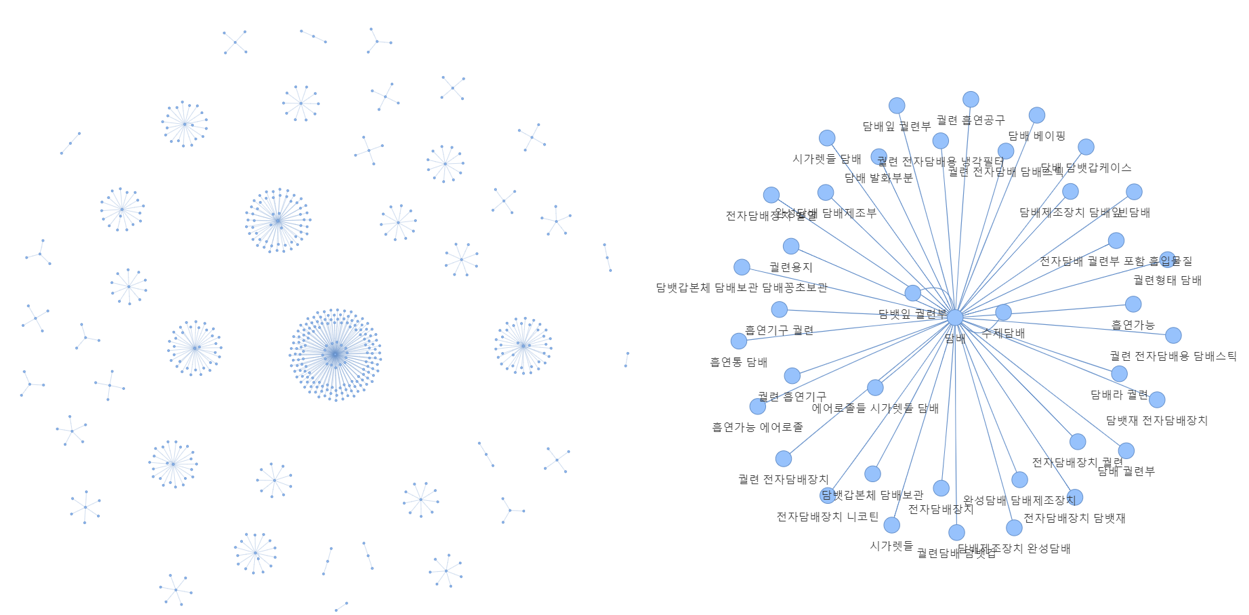 궐련 흡연공구
담배잎 궐련부
담배 베이핑
시가렛들 담배
궐련 전자담배용 냉각필터
담배 담뱃갑케이스
궐련 전자담배 담배스틱
담배 발화부분
전자담배장치
완성담배 담배제조부
담배제조장치 담배잎
빈담배
전자담배 궐련부 포함 흡입물질
궐련용지
궐련형태 담배
담뱃갑본체 담배보관 담배꽁초보관
담뱃잎 궐련부
흡연가능
흡연기구 궐련
수제담배
담배
궐련 전자담배용 담배스틱
흡연통 담배
담배라 궐련
궐련 흡연기구
에어로졸들 시가렛들 담배
담뱃재 전자담배장치
흡연가능 에어로졸
전자담배장치 궐련
담배 궐련부
궐련 전자담배장치
담뱃갑본체 담배보관
완성담배 담배제조장치
전자담배장치
전자담배장치 니코틴
전자담배장치 담뱃재
시가렛들
담배제조장치 완성담배
궐련담배 담뱃갑